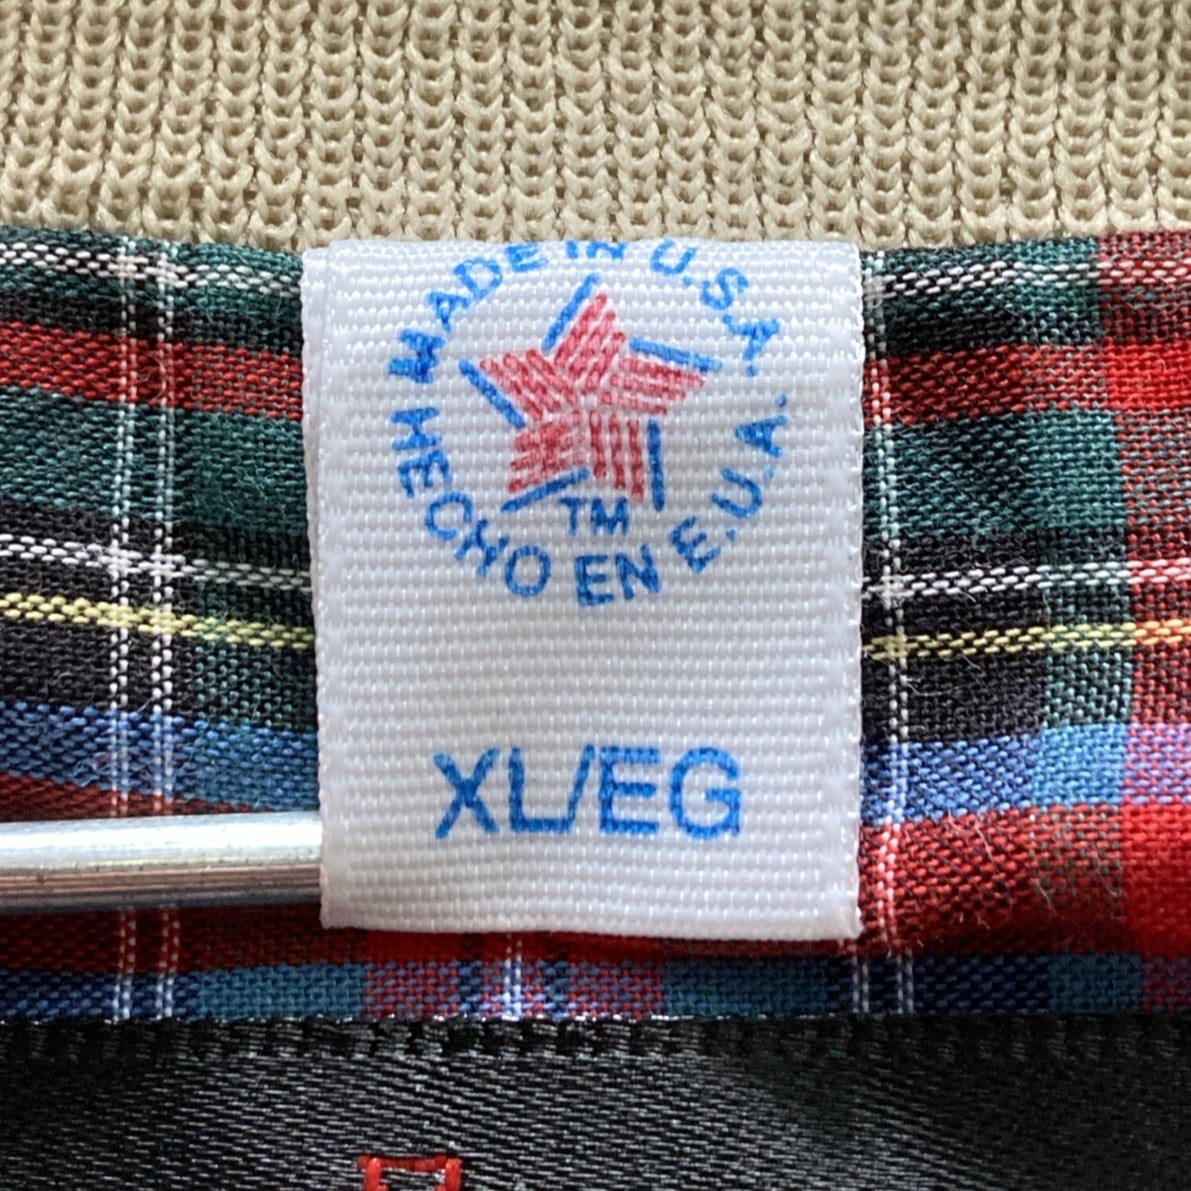 MADE IN U.S.A.
TM
HECHO EN E.U.A.
XL/EG